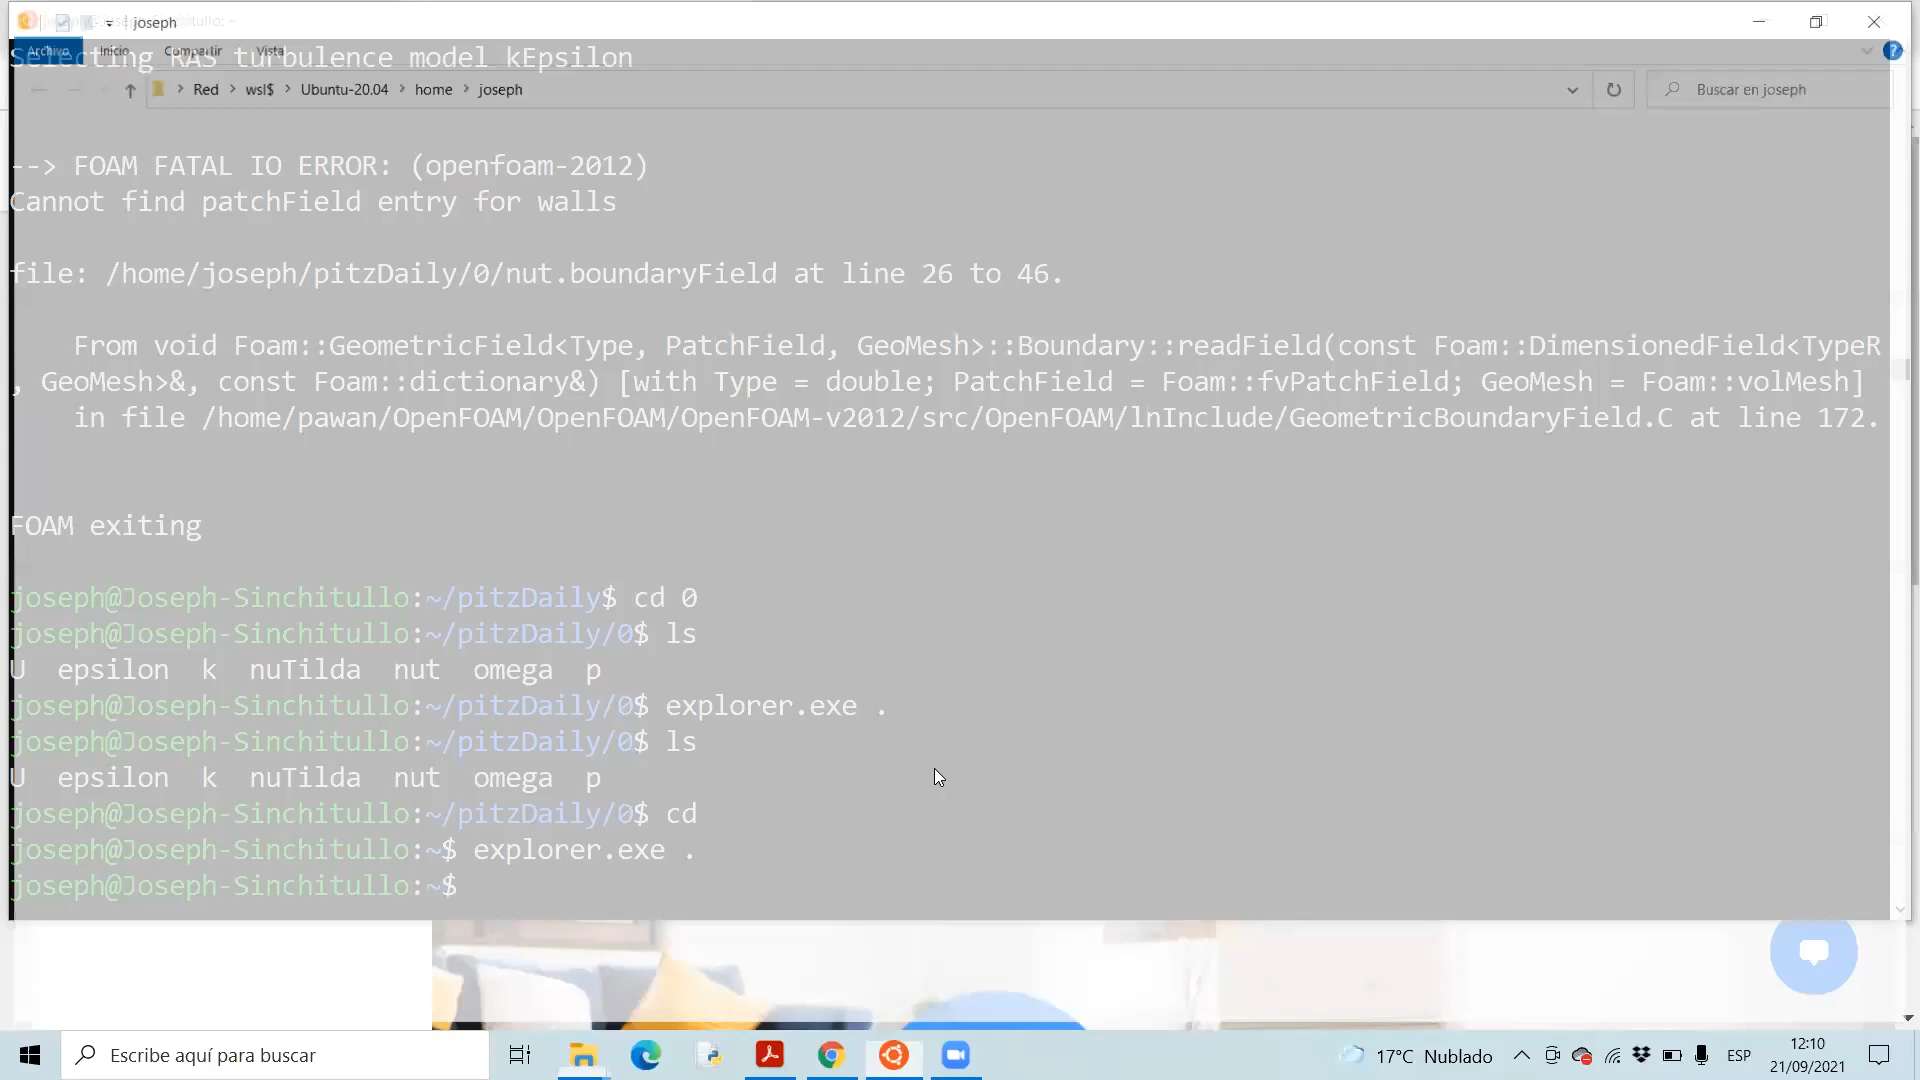 joseph
Archivo Inicio Compartir Vista
Selecting RAS turbulence model kEpsilon
Red > wsl$ > Ubuntu-20.04 > home > joseph
Buscar en joseph
--> FOAM FATAL IO ERROR: (openfoam-2012)
Cannot find patchField entry for walls
file: /home/joseph/pitzDaily/0/nut.boundaryField at line 26 to 46.
From void Foam::GeometricField<Type, PatchField, GeoMesh>::Boundary::readField(const Foam::DimensionedField<TypeR
, GeoMesh>&, const Foam::dictionary&) [with Type = double; PatchField = Foam::fvPatchField; GeoMesh = Foam::volMesh]
in file /home/pawan/OpenFOAM/OpenFOAM/OpenFOAM-v2012/src/OpenFOAM/lnInclude/GeometricBoundaryField.C at line 172.
FOAM exiting
joseph@Joseph-Sinchitullo:~/pitzDaily$ cd 0
joseph@Joseph-Sinchitullo:~/pitzDaily/0$ ls
U epsilon k nuTilda nut omega p
joseph@Joseph-Sinchitullo:~/pitzDaily/0$ explorer.exe .
joseph@Joseph-Sinchitullo:~/pitzDaily/0$ ls
U epsilon k nuTilda nut omega p
joseph@Joseph-Sinchitullo:~/pitzDaily/0$ cd
joseph@Joseph-Sinchitullo:~$ explorer.exe .
joseph@Joseph-Sinchitullo:~$
Escribe aquí para buscar
17°C Nublado
ESP
12:10
21/09/2021